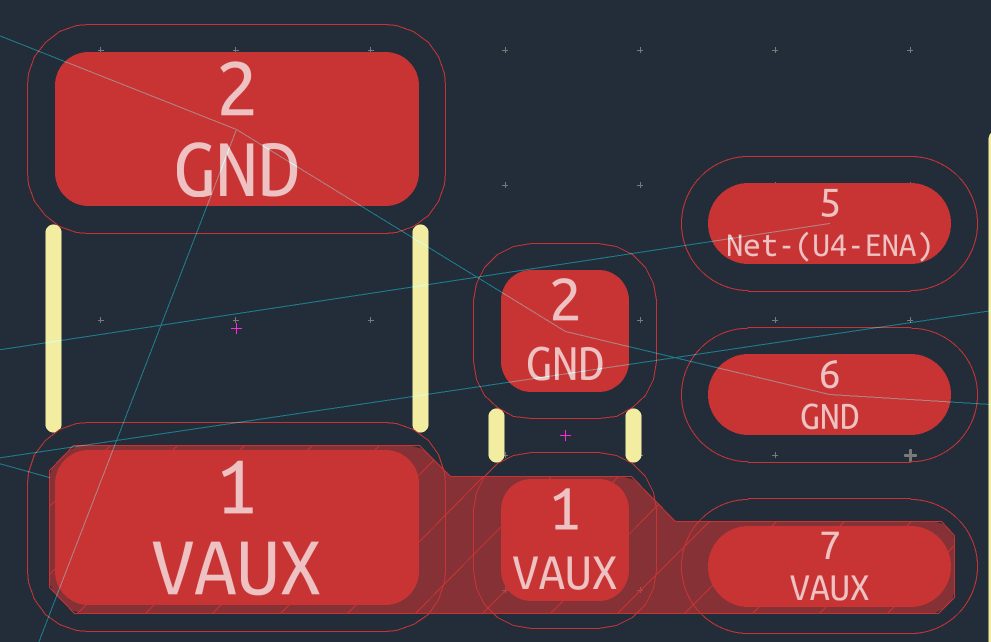 2
GND
5
Net-(U4-ENA)
2
GND
6
GND
1
VAUX
1
VAUX
7
VAUX